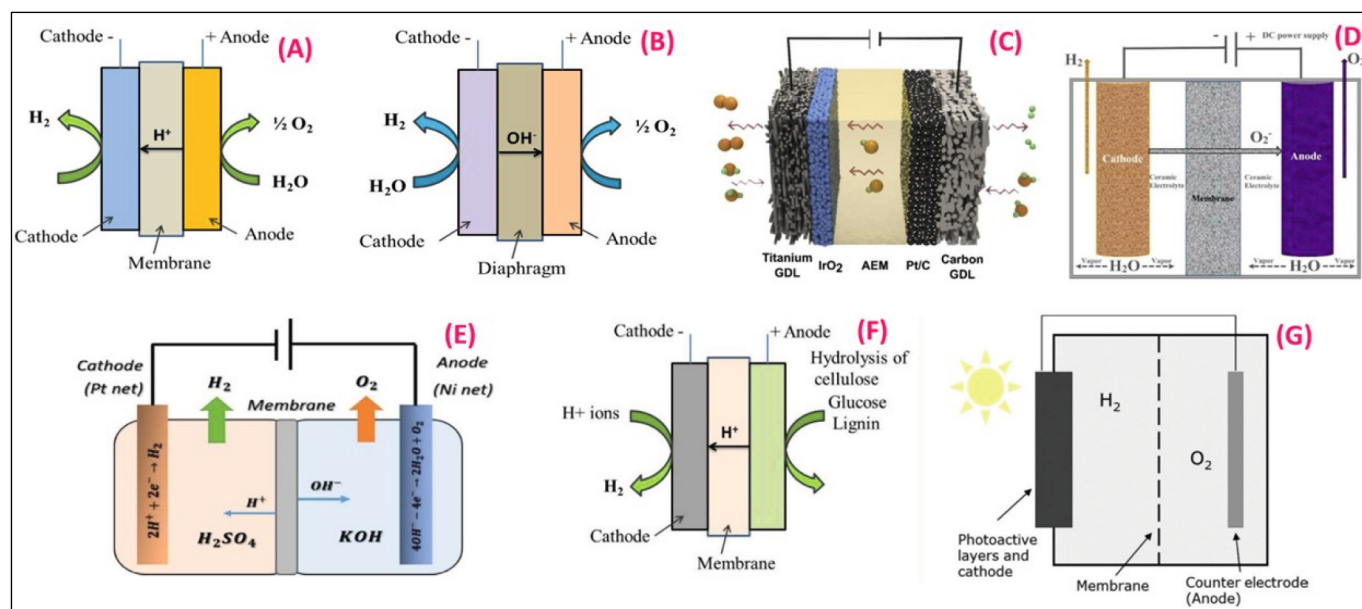 (A)
Cathode -
+ Anode
H₂
H⁺
½ O₂
H₂O
Cathode
Anode
Membrane
(B)
Cathode -
+ Anode
H₂
OH⁻
½ O₂
H₂O
Cathode
Anode
Diaphragm
(C)
Titanium
GDL
IrO₂
AEM
Pt/C
Carbon
GDL
(D)
- + DC power supply
H₂
O₂
O₂⁻
Cathode
Anode
Ceramic
Electrolyte
Ceramic
Electrolyte
Membrane
Vapor Vapor
H₂O
Vapor Vapor
H₂O
(E)
Cathode
(Pt net)
Anode
(Ni net)
H₂
O₂
Membrane
2H⁺ + 2e⁻ → H₂
H⁺
OH⁻
H₂SO₄
KOH
4OH⁻ − 4e⁻ → 2H₂O + O₂
(F)
Cathode -
+ Anode
Hydrolysis of
cellulose
Glucose
Lignin
H+ ions
H⁺
H₂
Cathode
Membrane
(G)
H₂
O₂
Photoactive
layers and
cathode
Membrane
Counter electrode
(Anode)